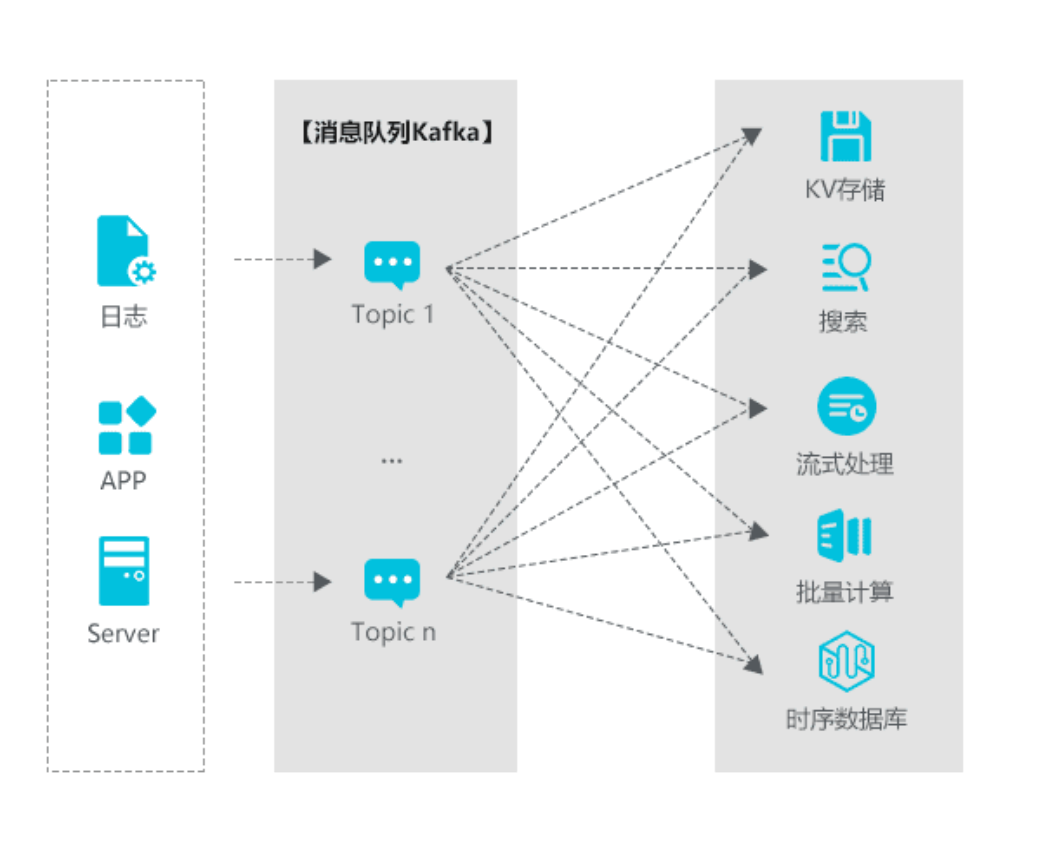 日志
APP
Server
【消息队列Kafka】
Topic 1
...
Topic n
KV存储
搜索
流式处理
批量计算
时序数据库